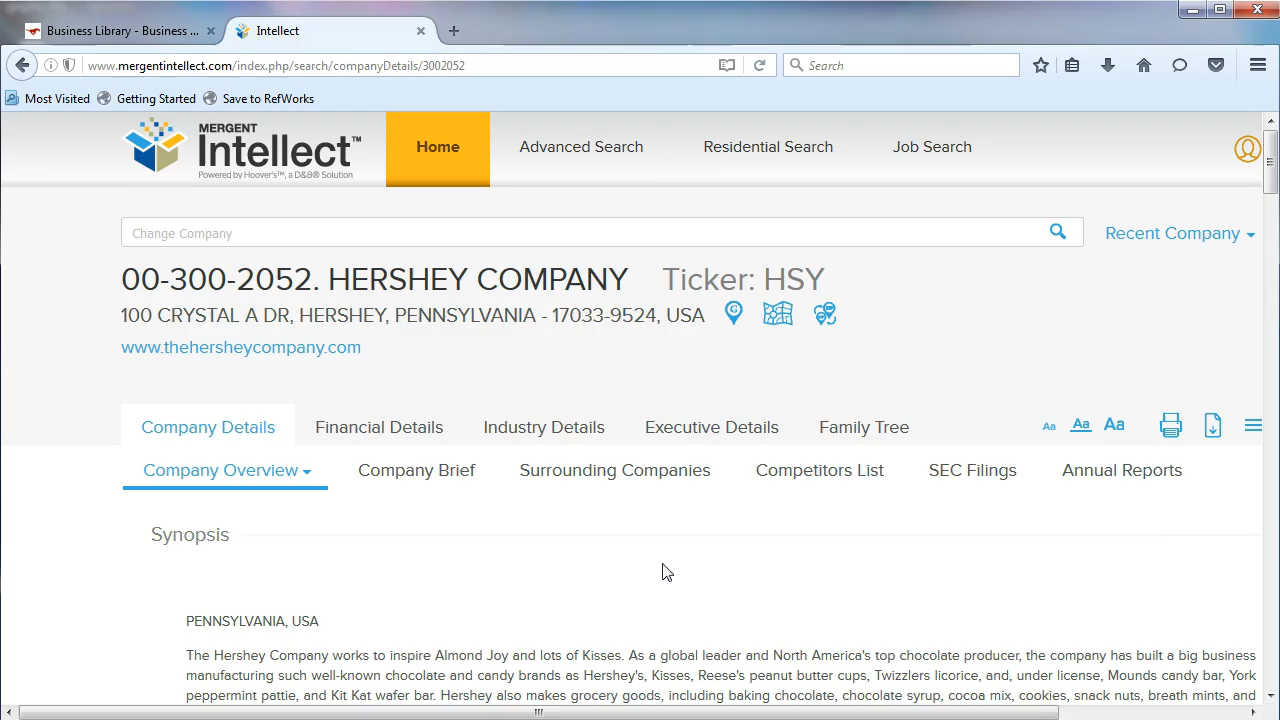 Business Library - Business ...
Intellect
www.mergentintellect.com/index.php/search/companyDetails/3002052
Search
Most Visited
Getting Started
Save to RefWorks
MERGENT
Intellect™
Powered by Hoover's™, a D&B® Solution
Home
Advanced Search
Residential Search
Job Search
Change Company
Recent Company
00-300-2052. HERSHEY COMPANY Ticker: HSY
100 CRYSTAL A DR, HERSHEY, PENNSYLVANIA - 17033-9524, USA
www.thehersheycompany.com
Company Details
Financial Details
Industry Details
Executive Details
Family Tree
Aa Aa Aa
Company Overview
Company Brief
Surrounding Companies
Competitors List
SEC Filings
Annual Reports
Synopsis
PENNSYLVANIA, USA
The Hershey Company works to inspire Almond Joy and lots of Kisses. As a global leader and North America's top chocolate producer, the company has built a big business
manufacturing such well-known chocolate and candy brands as Hershey's, Kisses, Reese's peanut butter cups, Twizzlers licorice, and, under license, Mounds candy bar, York
peppermint pattie, and Kit Kat wafer bar. Hershey also makes grocery goods, including baking chocolate, chocolate syrup, cocoa mix, cookies, snack nuts, breath mints, and